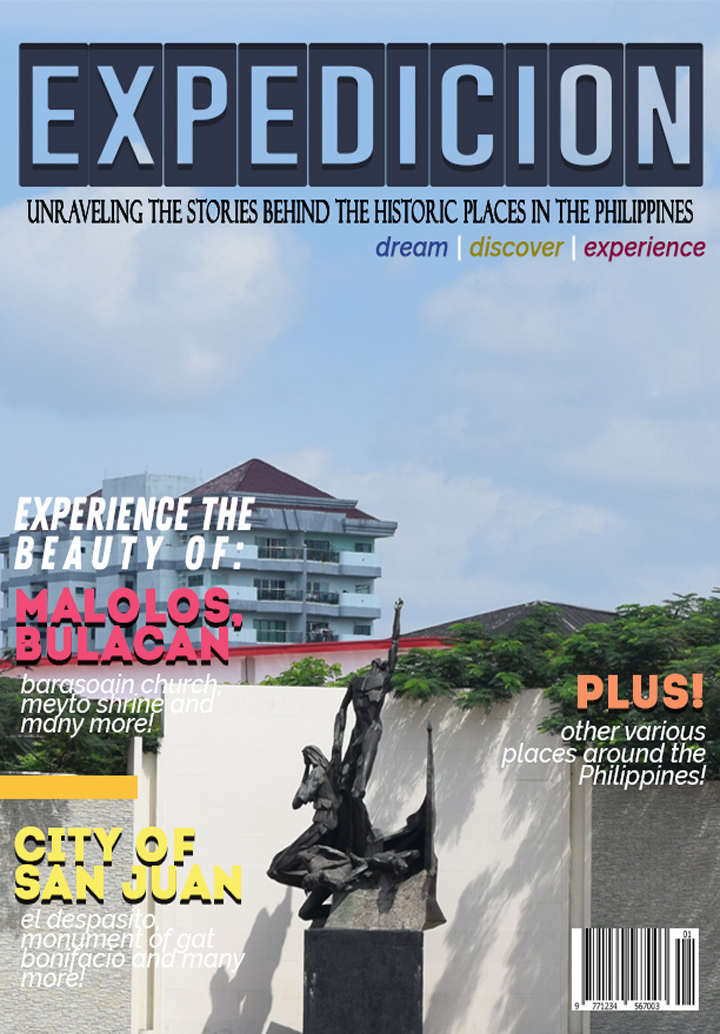 EXPEDICION
UNRAVELING THE STORIES BEHIND THE HISTORIC PLACES IN THE PHILIPPINES
dream | discover | experience
EXPERIENCE THE
BEAUTY OF:
MALOLOS,
BULACAN
barasoain church,
meyto shrine and
many more!
PLUS!
other various
places around the
Philippines!
CITY OF
SAN JUAN
el despasito,
monument of gat
bonifacio and many
more!
01
9 771234 567003